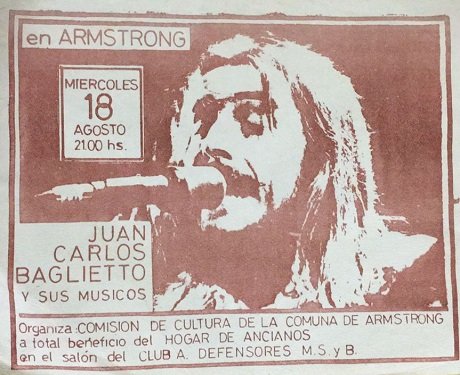 en ARMSTRONG
MIERCOLES
18
AGOSTO
21.00 hs.
JUAN
CARLOS
BAGLIETTO
Y SUS MUSICOS
Organiza: COMISION DE CULTURA DE LA COMUNA DE ARMSTRONG
a total beneficio del HOGAR DE ANCIANOS
en el salón del CLUB A. DEFENSORES M.S. y B.